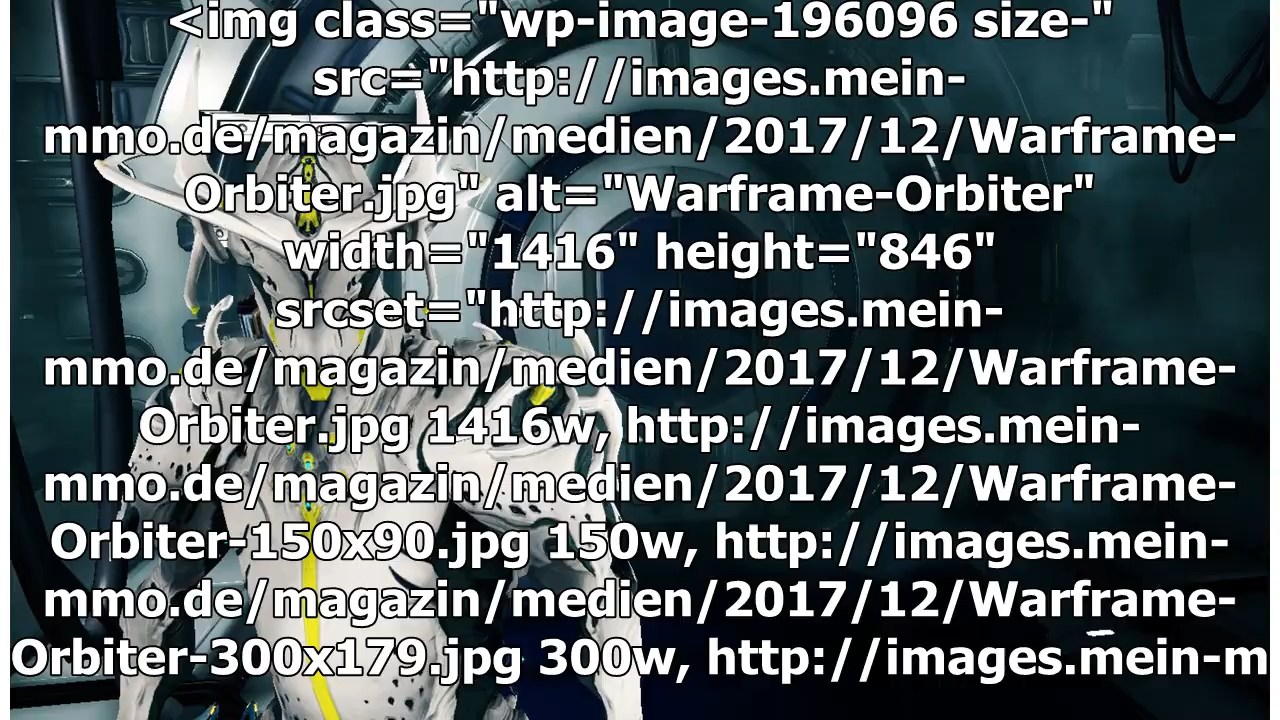 <img class="wp-image-196096 size-"
src="http://images.mein-
mmo.de/magazin/medien/2017/12/Warframe-
Orbiter.jpg" alt="Warframe-Orbiter"
width="1416" height="846"
srcset="http://images.mein-
mmo.de/magazin/medien/2017/12/Warframe-
Orbiter.jpg 1416w, http://images.mein-
mmo.de/magazin/medien/2017/12/Warframe-
Orbiter-150x90.jpg 150w, http://images.mein-
mmo.de/magazin/medien/2017/12/Warframe-
Orbiter-300x179.jpg 300w, http://images.mein-m